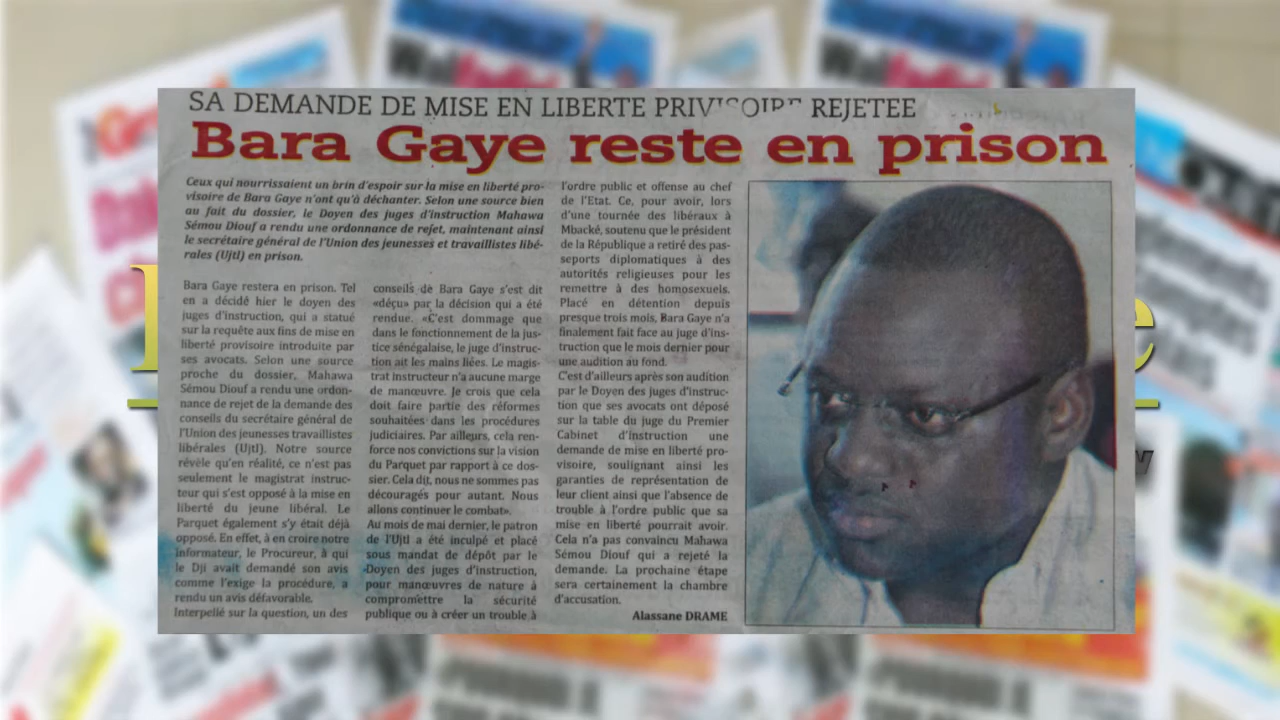 SA DEMANDE DE MISE EN LIBERTE PRIVISOIRE REJETEE
Bara Gaye reste en prison
Ceux qui nourrissaient un brin d'espoir sur la mise en liberté pro-
visoire de Bara Gaye n'ont qu'à déchanter. Selon une source bien
au fait du dossier, le Doyen des juges d'instruction Mahawa
Sémou Diouf a rendu une ordonnance de rejet, maintenant ainsi
le secrétaire général de l'Union des jeunesses et travaillistes libé-
rales (Ujtl) en prison.
Bara Gaye restera en prison. Tel
en a décidé hier le doyen des
juges d'instruction, qui a statué
sur la requête aux fins de mise en
liberté provisoire introduite par
ses avocats. Selon une source
proche du dossier, Mahawa
Sémou Diouf a rendu une ordon-
nance de rejet de la demande des
conseils du secrétaire général de
l'Union des jeunesses travaillistes
libérales (Ujtl). Notre source
révèle qu'en réalité, ce n'est pas
seulement le magistrat instruc-
teur qui s'est opposé à la mise en
liberté du jeune libéral. Le
Parquet également s'y était déjà
opposé. En effet, à en croire notre
informateur, le Procureur, à qui
le Dji avait demandé son avis
comme l'exige la procédure, a
rendu un avis défavorable.
Interpellé sur la question, un des
conseils de Bara Gaye s'est dit
«déçu» par la décision qui a été
rendue. «C'est dommage que
dans le fonctionnement de la jus-
tice sénégalaise, le juge d'instruc-
tion ait les mains liées. Le magis-
trat instructeur n'a aucune marge
de manœuvre. Je crois que cela
doit faire partie des réformes
souhaitées dans les procédures
judiciaires. Par ailleurs, cela ren-
force nos convictions sur la vision
du Parquet par rapport à ce dos-
sier. Cela dit, nous ne sommes pas
découragés pour autant. Nous
allons continuer le combat».
Au mois de mai dernier, le patron
de l'Ujtl a été inculpé et placé
sous mandat de dépôt par le
Doyen des juges d'instruction,
pour manœuvres de nature à
compromettre la sécurité
publique ou à créer un trouble à
l'ordre public et offense au chef
de l'Etat. Ce, pour avoir, lors
d'une tournée des libéraux à
Mbacké, soutenu que le président
de la République a retiré des pas-
seports diplomatiques à des
autorités religieuses pour les
remettre à des homosexuels.
Placé en détention depuis
presque trois mois, Bara Gaye n'a
finalement fait face au juge d'ins-
truction que le mois dernier pour
une audition au fond.
C'est d'ailleurs après son audition
par le Doyen des juges d'instruc-
tion que ses avocats ont déposé
sur la table du juge du Premier
Cabinet d'instruction une
demande de mise en liberté pro-
visoire, soulignant ainsi les
garanties de représentation de
leur client ainsi que l'absence de
trouble à l'ordre public que sa
mise en liberté pourrait avoir.
Cela n'a pas convaincu Mahawa
Sémou Diouf qui a rejeté la
demande. La prochaine étape
sera certainement la chambre
d'accusation.
Alassane DRAME